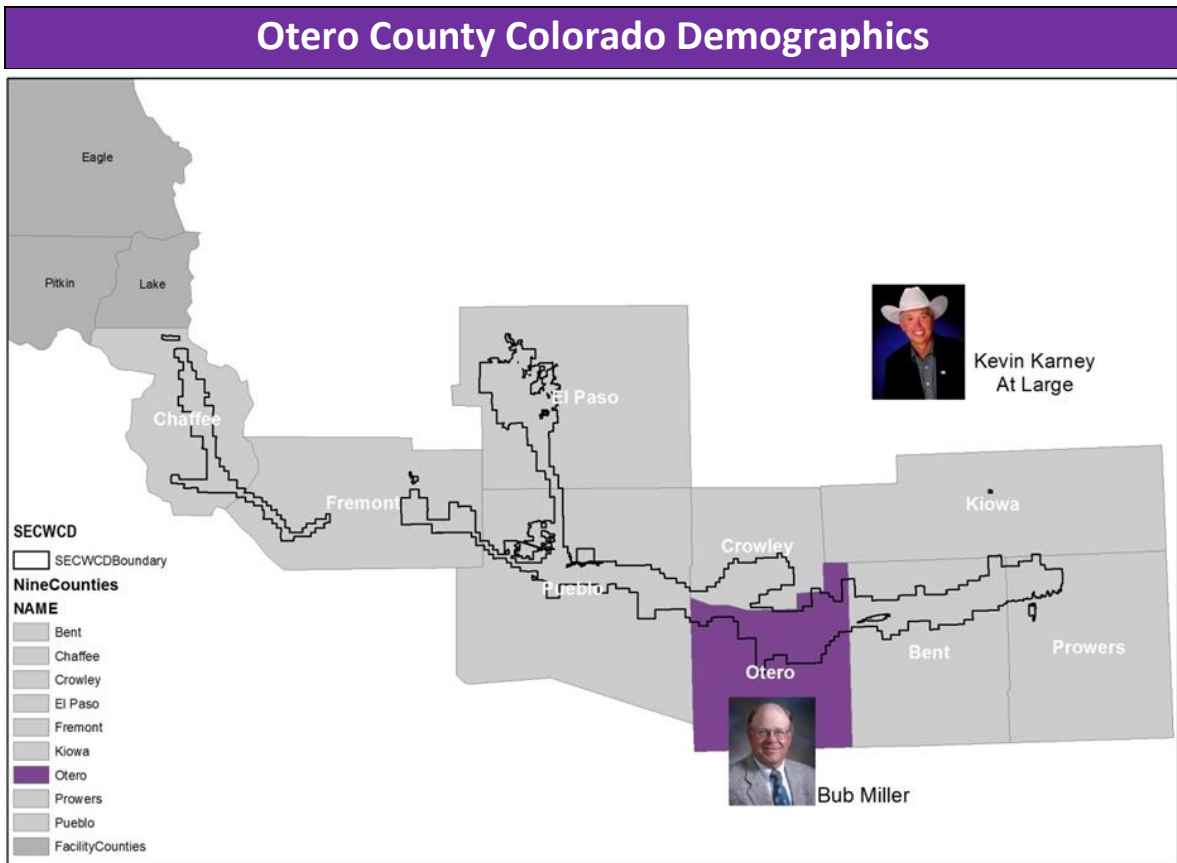 Otero County Colorado Demographics
Eagle
Pitkin
Lake
Kevin Karney
At Large
El Paso
Chaffee
Fremont
Kiowa
Crowley
Pueblo
Otero
Bent
Prowers
Bub Miller
SECWCD
SECWCDBoundary
NineCounties
NAME
Bent
Chaffee
Crowley
El Paso
Fremont
Kiowa
Otero
Prowers
Pueblo
FacilityCounties